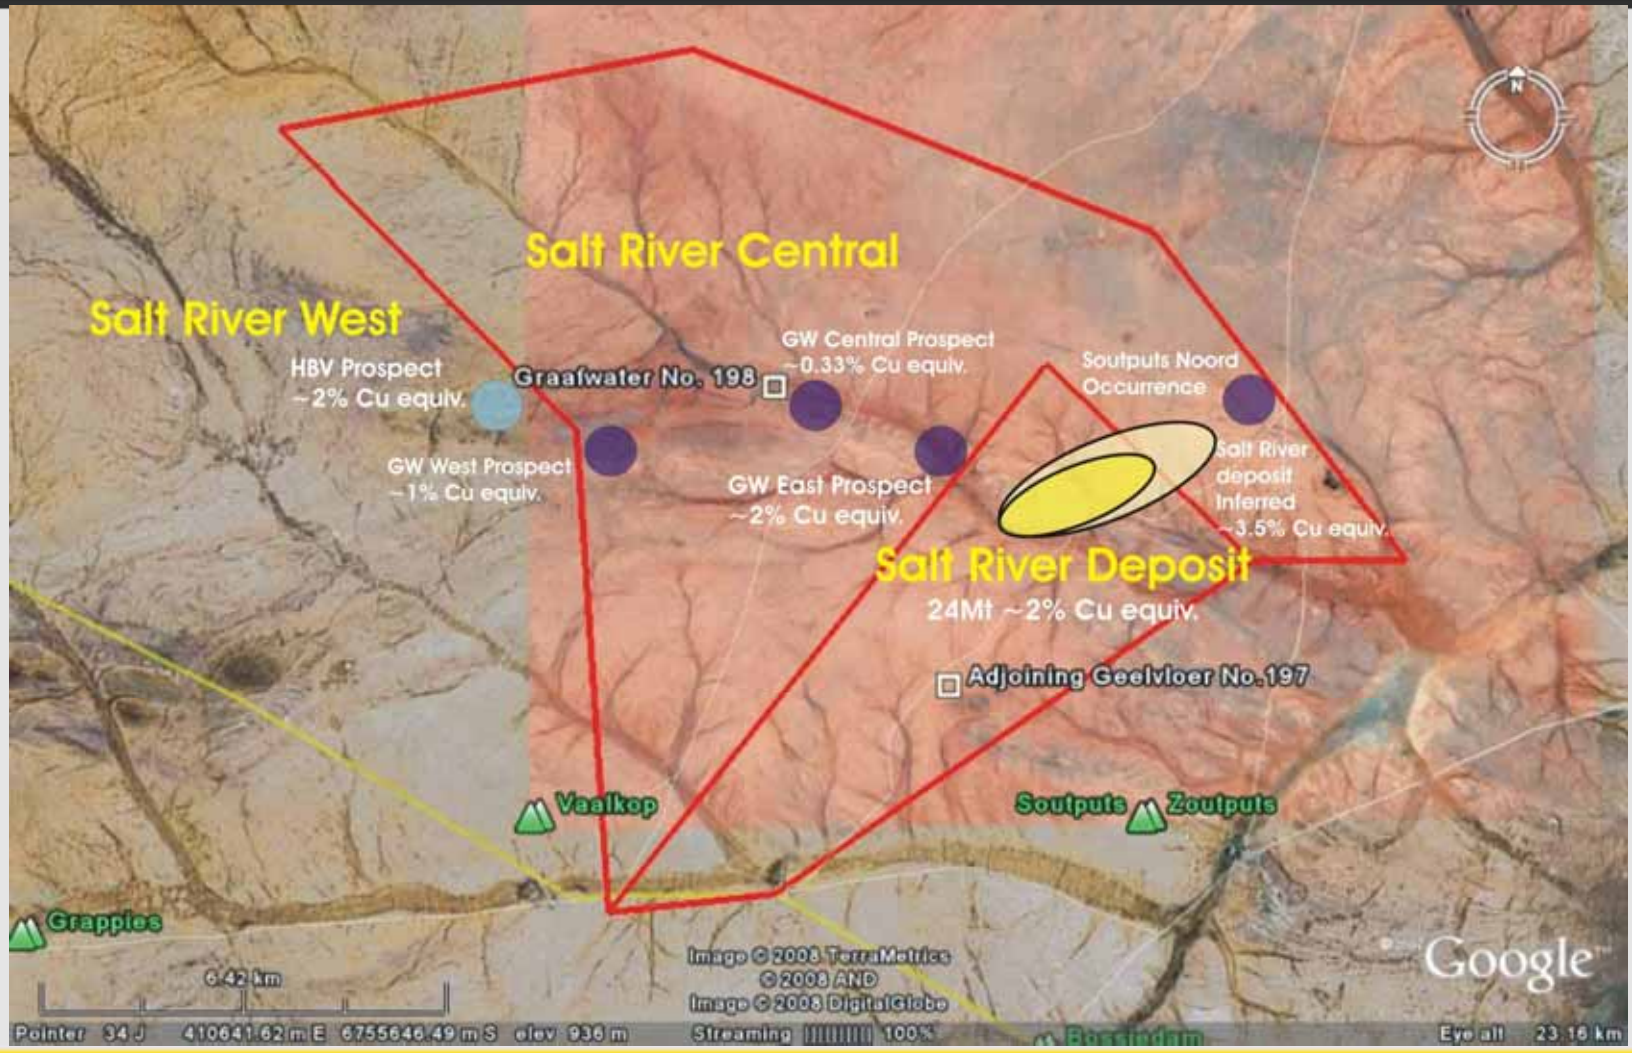 N
Salt River Central
Salt River West
GW Central Prospect
~0.33% Cu equiv.
HBV Prospect
~2% Cu equiv.
Graafwater No. 198
Soutputs Noord
Occurrence
GW West Prospect
~1% Cu equiv.
GW East Prospect
~2% Cu equiv.
Salt River
deposit
Inferred
~3.5% Cu equiv.
Salt River Deposit
24Mt ~2% Cu equiv.
Adjoining Geelvloer No.197
Vaalkop
Soutputs Zoutputs
Grappies
6.42 km
Image © 2008 TerraMetrics
© 2008 AND
Image © 2008 DigitalGlobe
Google™
Pointer 34 J 410641.62 m E 6755646.49 m S elev 936 m Streaming 100% Eye alt 23.16 km
Bossiedam